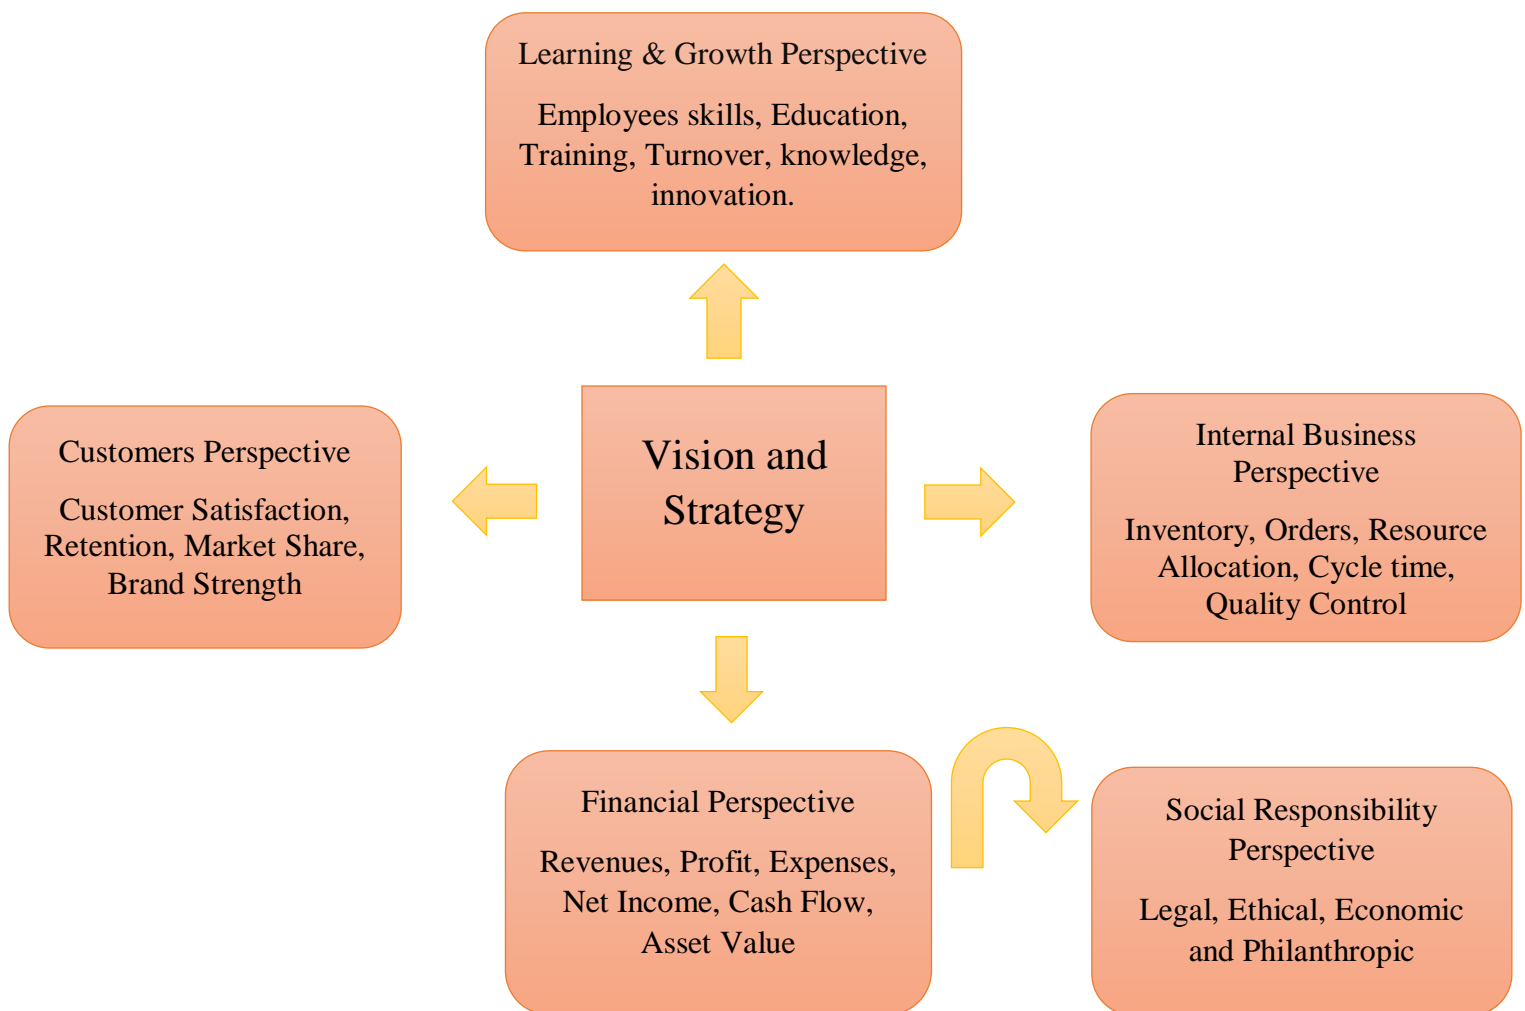 Learning & Growth Perspective
Employees skills, Education,
Training, Turnover, knowledge,
innovation.
Customers Perspective
Customer Satisfaction,
Retention, Market Share,
Brand Strength
Vision and
Strategy
Internal Business
Perspective
Inventory, Orders, Resource
Allocation, Cycle time,
Quality Control
Financial Perspective
Revenues, Profit, Expenses,
Net Income, Cash Flow,
Asset Value
Social Responsibility
Perspective
Legal, Ethical, Economic
and Philanthropic